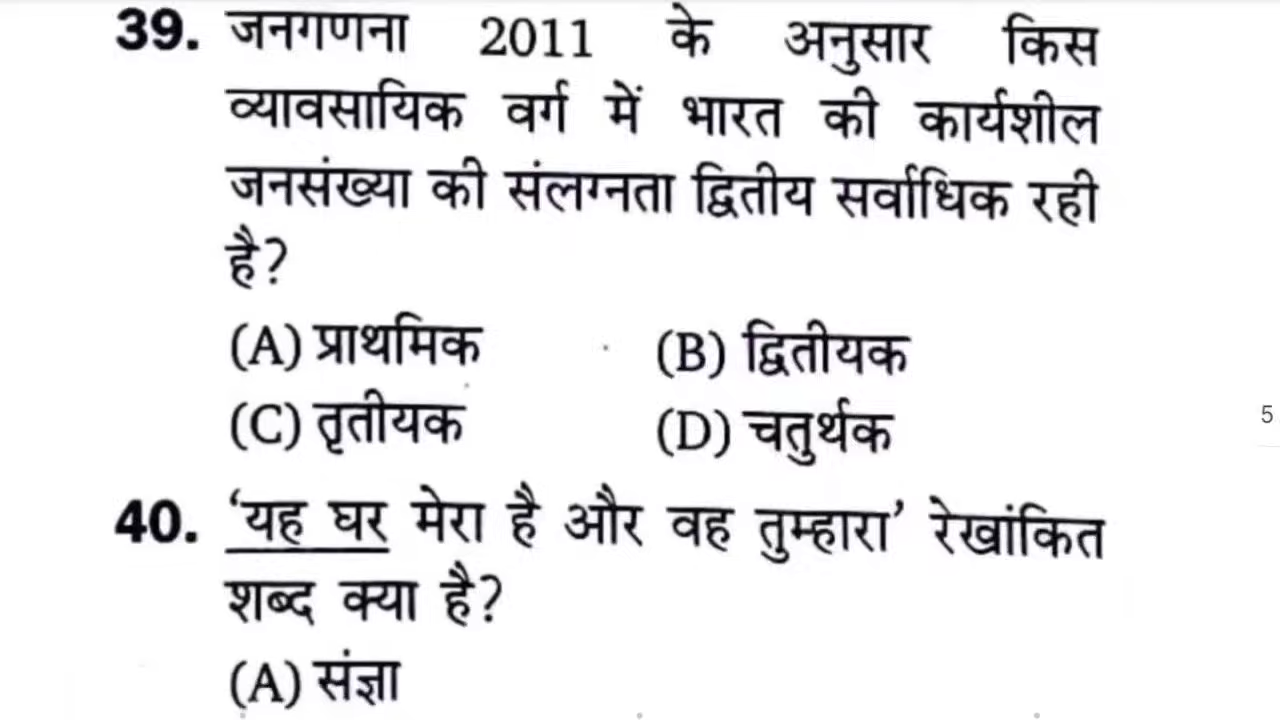 39. जनगणना 2011 के अनुसार किस
व्यावसायिक वर्ग में भारत की कार्यशील
जनसंख्या की संलग्नता द्वितीय सर्वाधिक रही
है?
(A) प्राथमिक (B) द्वितीयक
(C) तृतीयक (D) चतुर्थक
5
40. ‘यह घर मेरा है और वह तुम्हारा’ रेखांकित
शब्द क्या है?
(A) संज्ञा